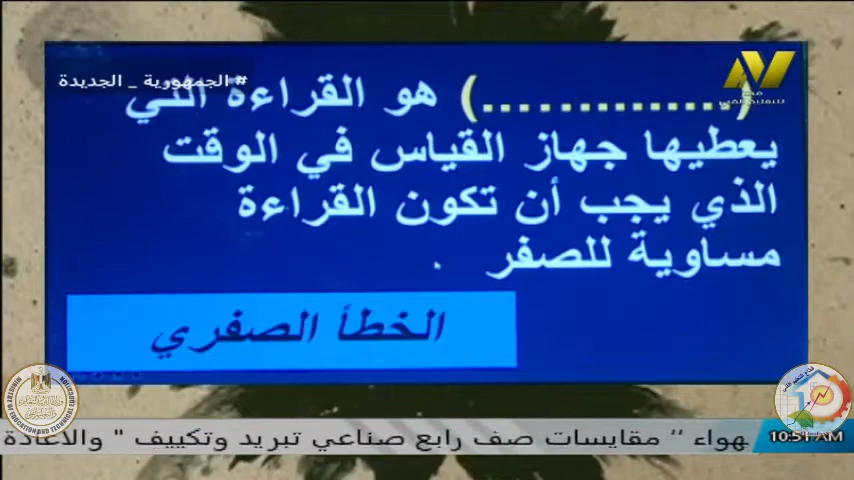 # الجمهورية _ الجديدة
(..............) هو القراءة التي
يعطيها جهاز القياس في الوقت
الذي يجب أن تكون القراءة
مساوية للصفر .
الخطأ الصفري
هواء ’’ مقايسات صف رابع صناعي تبريد وتكييف " والاعادة
10:51 AM